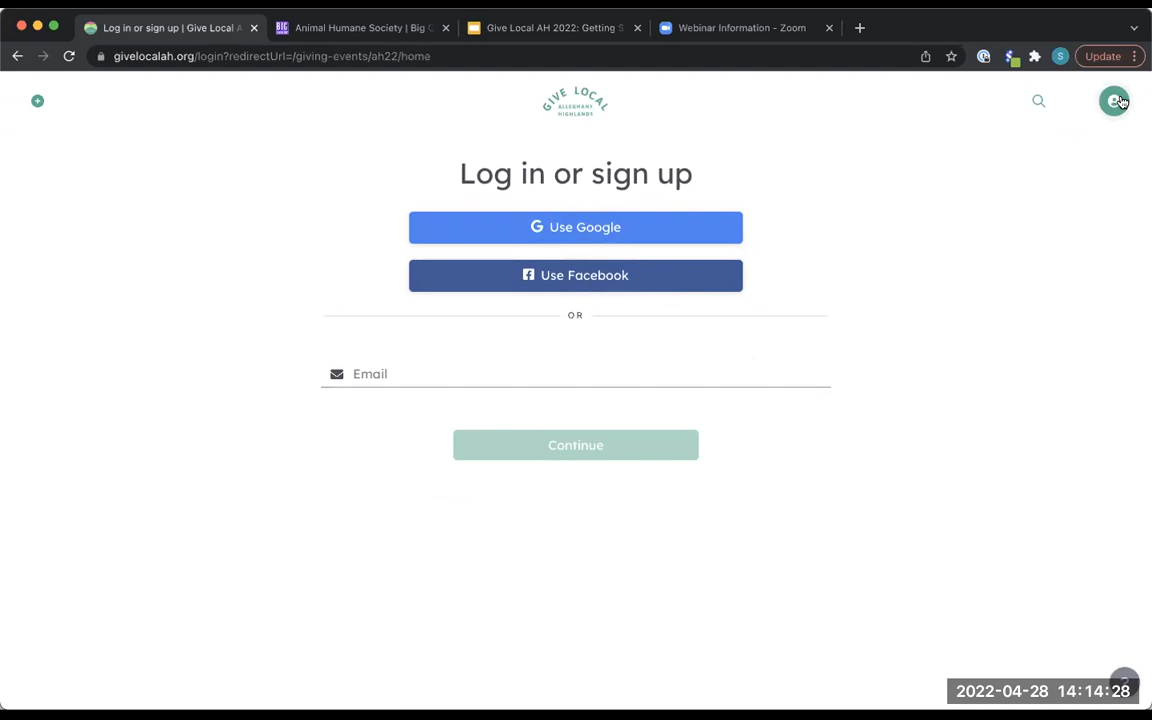 Log in or sign up | Give Local A
Animal Humane Society | Big C
Give Local AH 2022: Getting S
Webinar Information - Zoom
givelocalah.org/login?redirectUrl=/giving-events/ah22/home
S
Update
GIVE LOCAL
ALLEGHANY
HIGHLANDS
Log in or sign up
Use Google
Use Facebook
OR
Email
Continue
?
2022-04-28 14:14:28